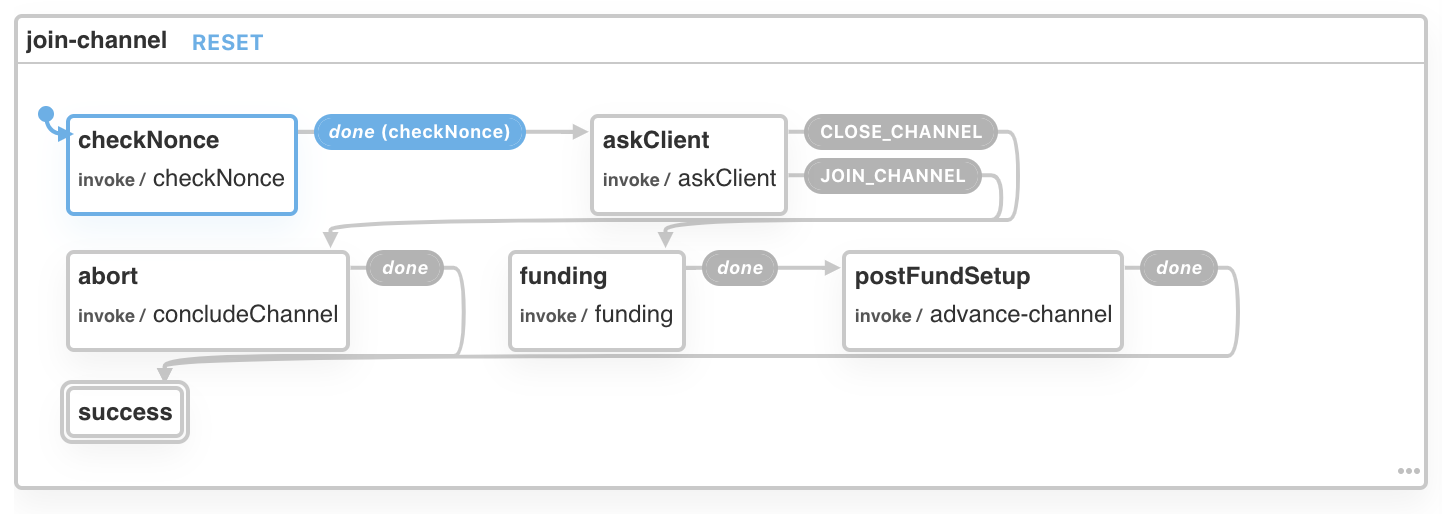 join-channel RESET
checkNonce
invoke / checkNonce
done (checkNonce)
askClient
invoke / askClient
CLOSE_CHANNEL
JOIN_CHANNEL
abort
invoke / concludeChannel
done
funding
invoke / funding
done
postFundSetup
invoke / advance-channel
done
success